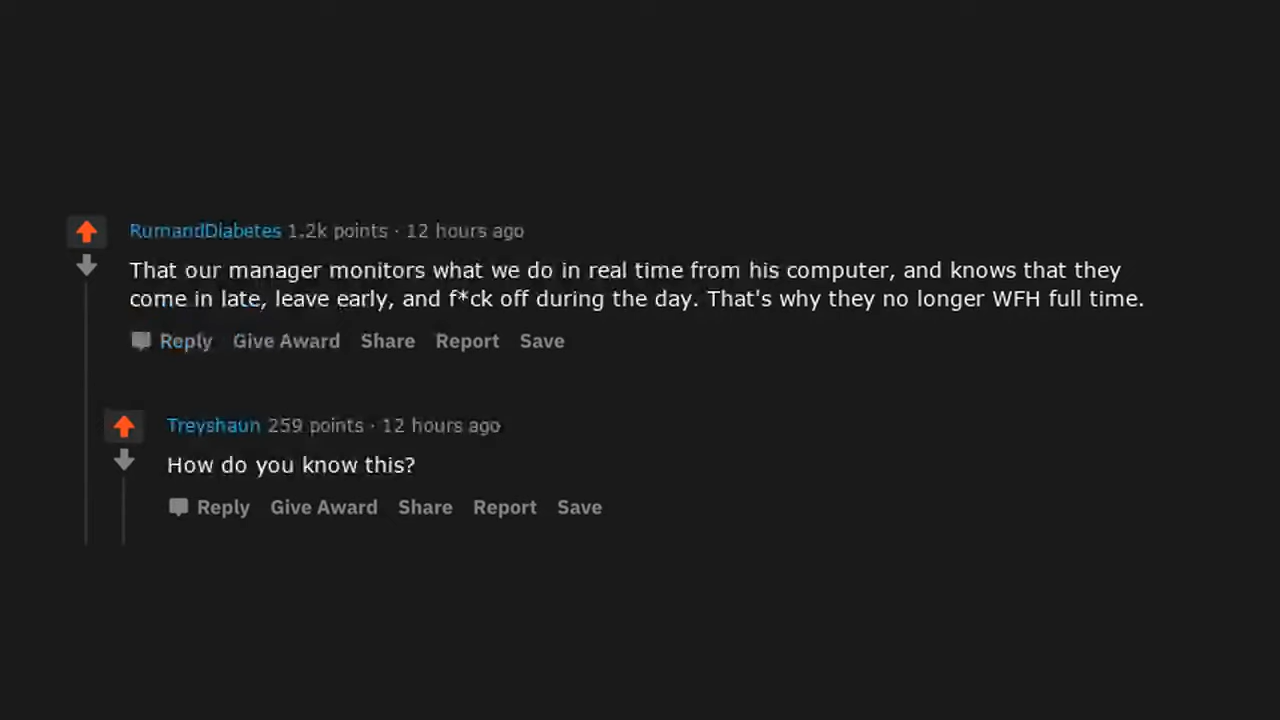 RumandDiabetes 1.2k points · 12 hours ago
That our manager monitors what we do in real time from his computer, and knows that they
come in late, leave early, and f*ck off during the day. That's why they no longer WFH full time.
Reply Give Award Share Report Save
Treyshaun 259 points · 12 hours ago
How do you know this?
Reply Give Award Share Report Save